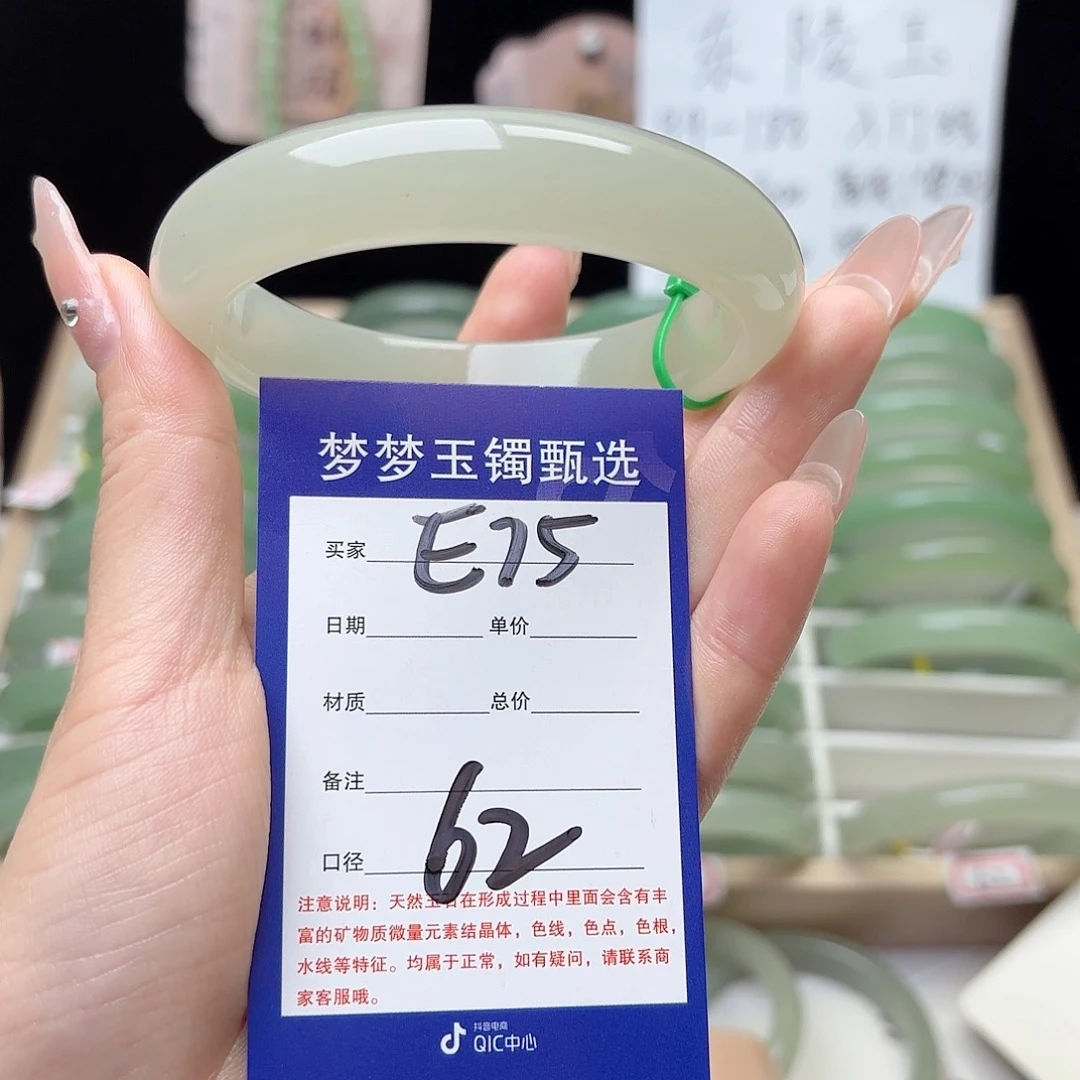 东陵玉
梦梦玉镯甄选
买家 E75
日期 单价
材质 总价
备注
口径 62
注意说明：天然玉石在形成过程中里面会含有丰
富的矿物质微量元素结晶体，色线，色点，色根，
水线等特征。均属于正常，如有疑问，请联系商
家客服哦。
抖音电商
QIC中心